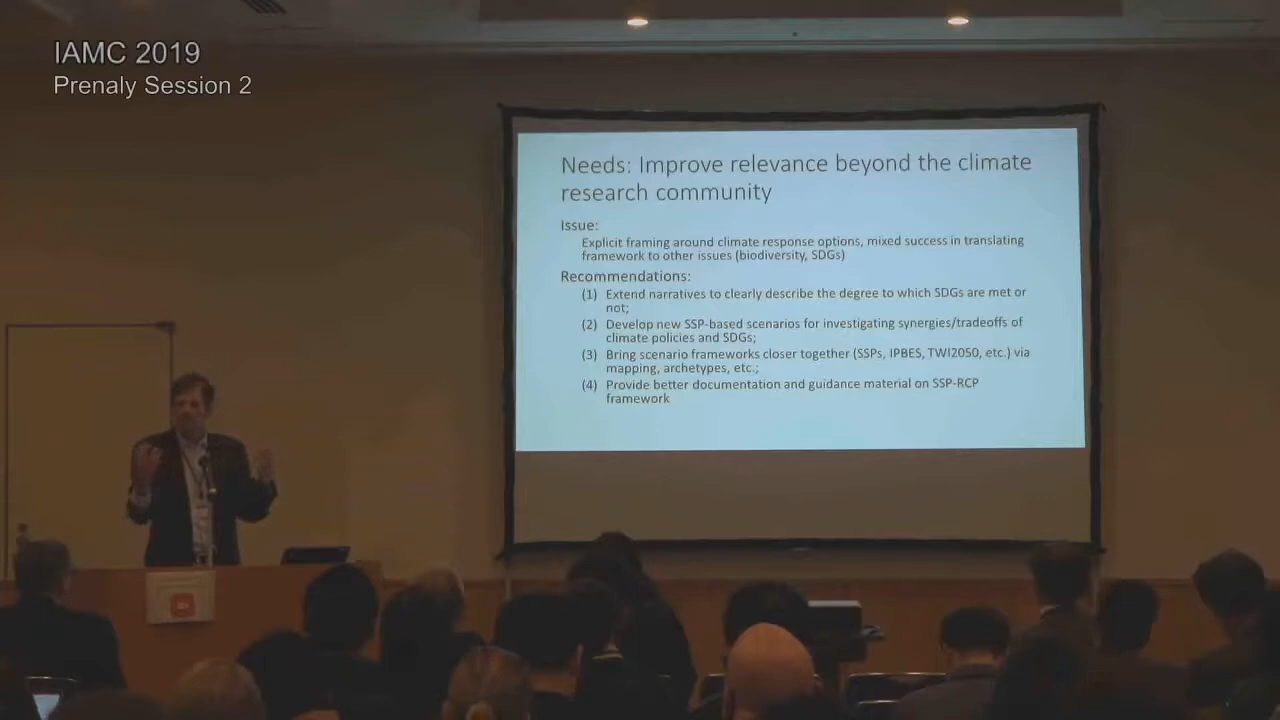 IAMC 2019
Prenaly Session 2
Needs: Improve relevance beyond the climate
research community
Issue:
Explicit framing around climate response options, mixed success in translating
framework to other issues (biodiversity, SDGs)
Recommendations:
(1) Extend narratives to clearly describe the degree to which SDGs are met or
not;
(2) Develop new SSP-based scenarios for investigating synergies/tradeoffs of
climate policies and SDGs;
(3) Bring scenario frameworks closer together (SSPs, IPBES, TWI2050, etc.) via
mapping, archetypes, etc.;
(4) Provide better documentation and guidance material on SSP-RCP
framework